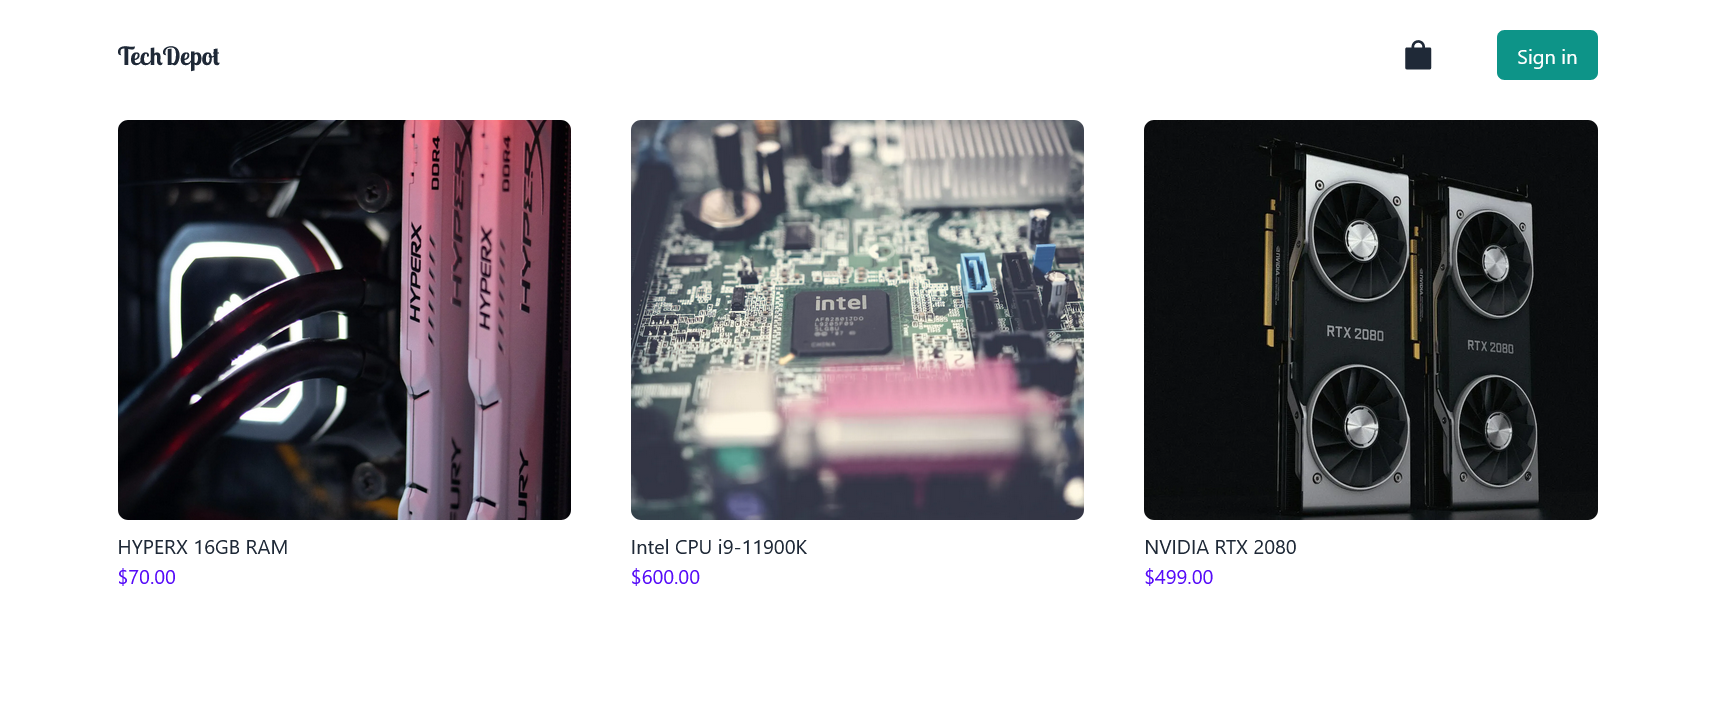 TechDepot
Sign in
DDR4
HYPERX
HYPERX
FURY
DDR4
HYPERX
HYPERX
FURY
intel
CHINA
RTX 2080
RTX 2080
HYPERX 16GB RAM
Intel CPU i9-11900K
NVIDIA RTX 2080
$70.00
$600.00
$499.00